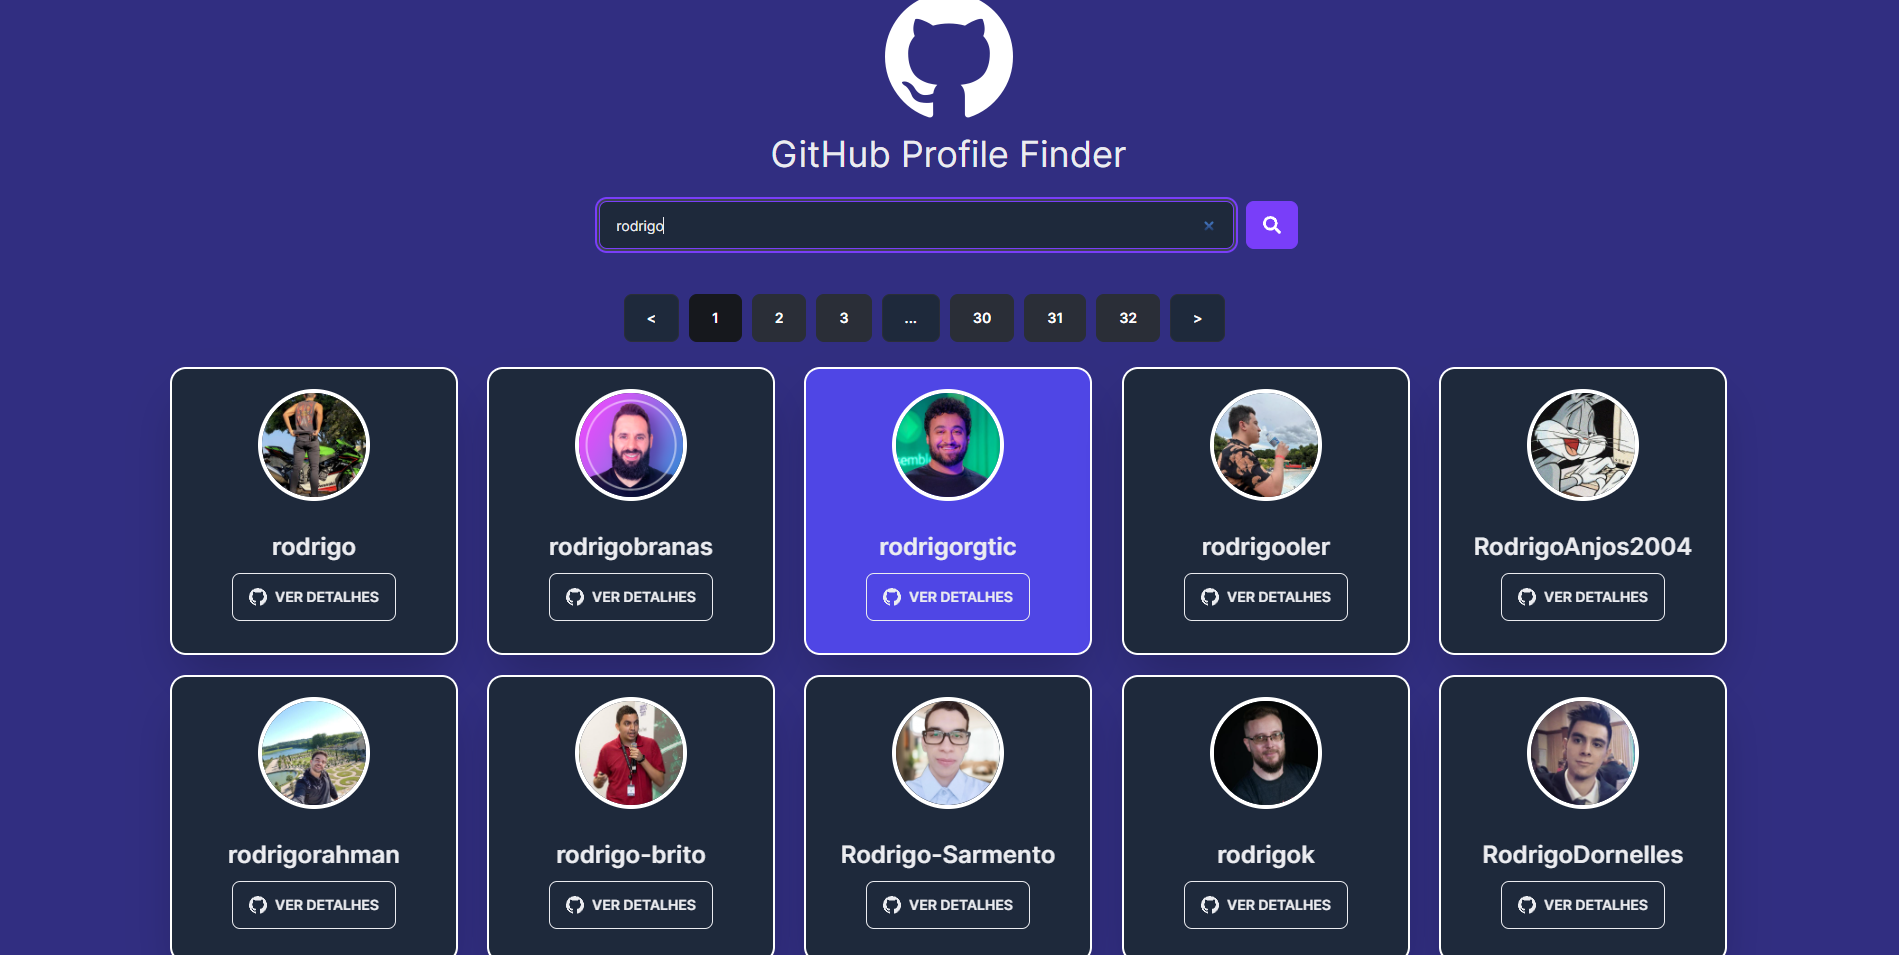 GitHub Profile Finder
rodrigo
< 1 2 3 ... 30 31 32 >
rodrigo rodrigobranas rodrigorgtic rodrigooler RodrigoAnjos2004
VER DETALHES VER DETALHES VER DETALHES VER DETALHES VER DETALHES
rodrigorahman rodrigo-brito Rodrigo-Sarmento rodrigok RodrigoDornelles
VER DETALHES VER DETALHES VER DETALHES VER DETALHES VER DETALHES